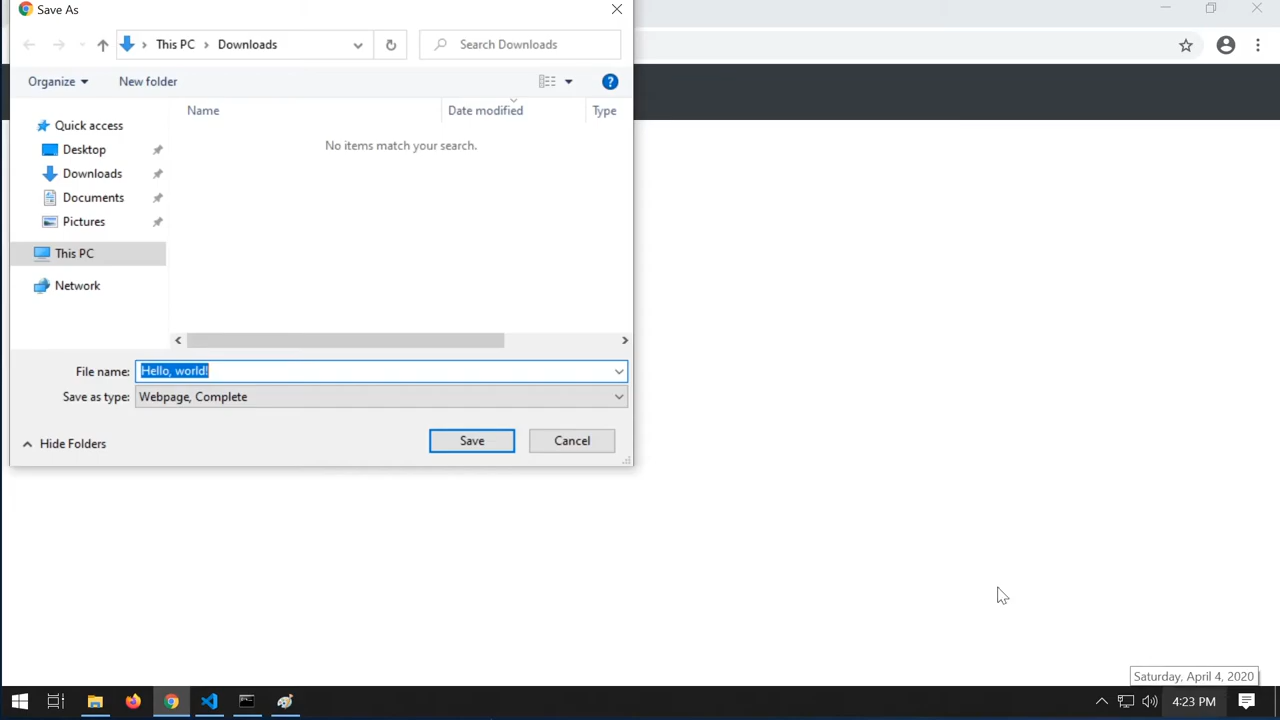 Save As
This PC
Downloads
Search Downloads
Organize
New folder
Name
Date modified
Type
No items match your search.
Quick access
Desktop
Downloads
Documents
Pictures
This PC
Network
File name:
Hello, world!
Save as type:
Webpage, Complete
Hide Folders
Save
Cancel
Saturday, April 4, 2020
4:23 PM